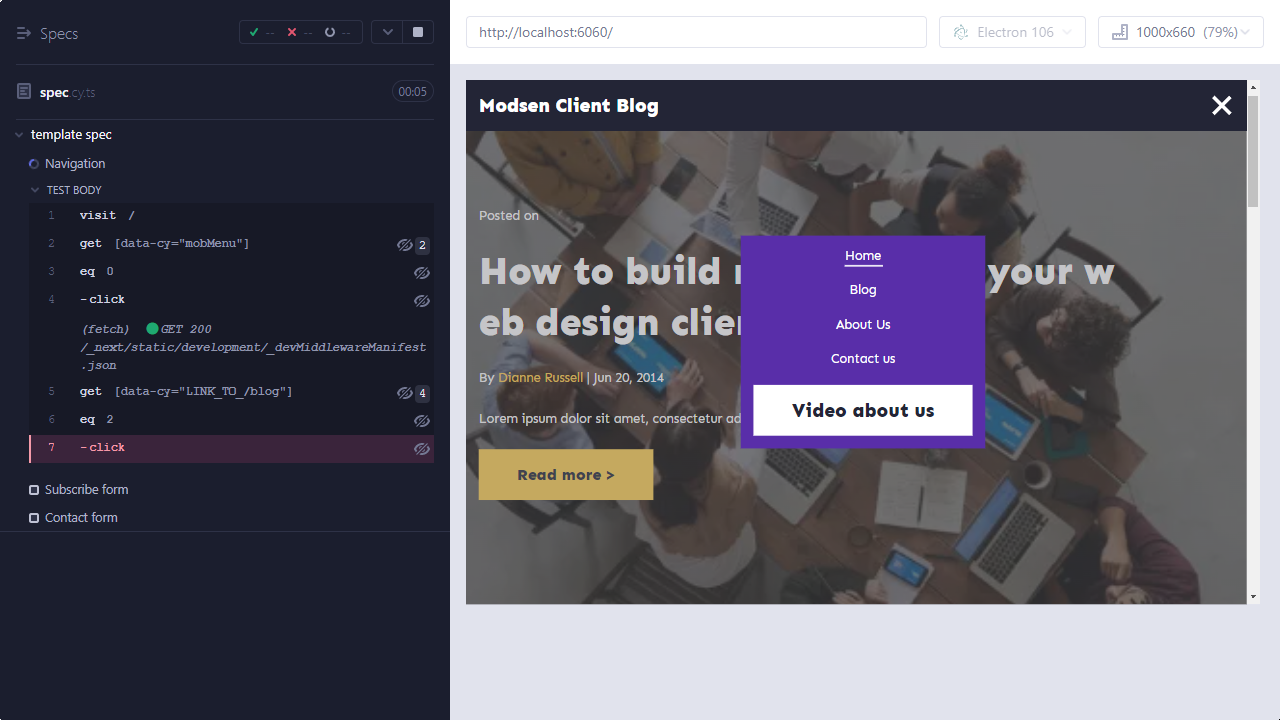 Specs
--
--
--
http://localhost:6060/
Electron 106
1000x660 (79%)
spec.cy.ts
00:05
template spec
Navigation
TEST BODY
1 visit /
2 get [data-cy="mobMenu"] 2
3 eq 0
4 -click
(fetch) GET 200
/_next/static/development/_devMiddlewareManifest
.json
5 get [data-cy="LINK_TO_/blog"] 4
6 eq 2
7 -click
Subscribe form
Contact form
Modsen Client Blog
Posted on
How to build your w
eb design clie
By Dianne Russell | Jun 20, 2014
Lorem ipsum dolor sit amet, consectetur ad
Read more >
Home
Blog
About Us
Contact us
Video about us